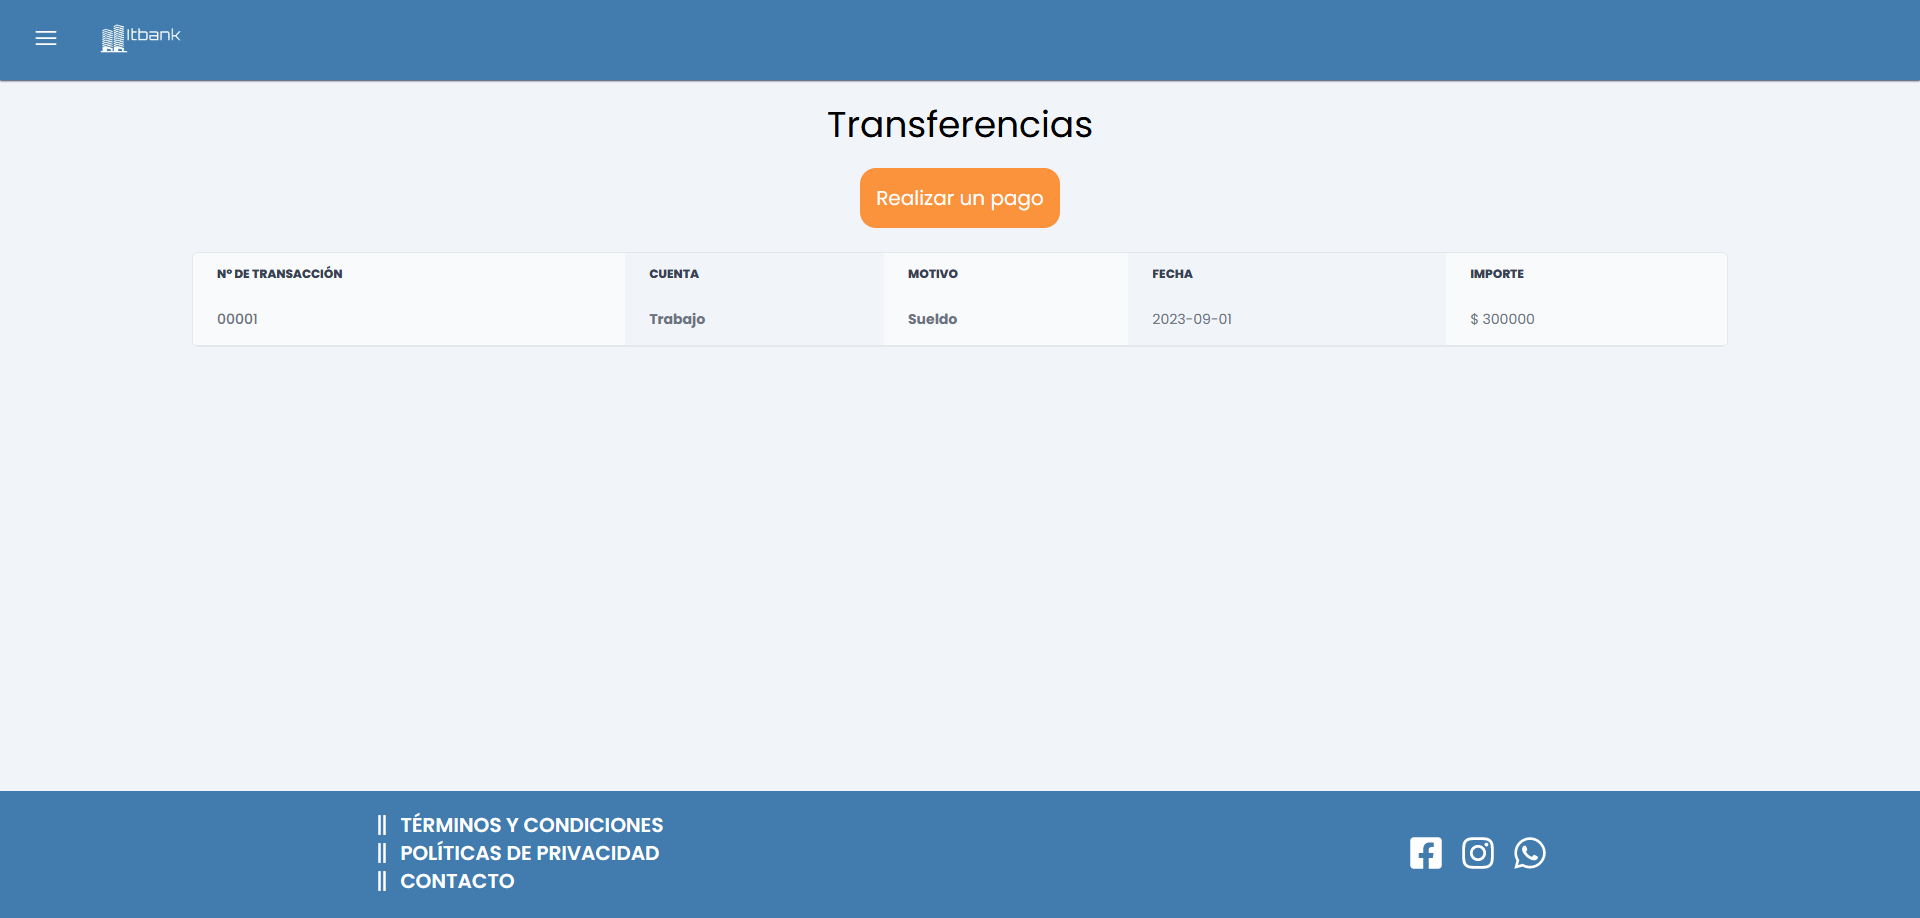 Itbank
Transferencias
Realizar un pago
N° DE TRANSACCIÓN CUENTA MOTIVO FECHA IMPORTE
00001 Trabajo Sueldo 2023-09-01 $ 300000
|| TÉRMINOS Y CONDICIONES
|| POLÍTICAS DE PRIVACIDAD
|| CONTACTO